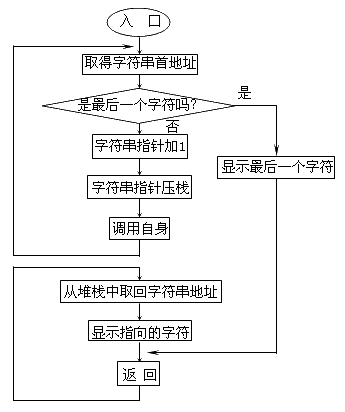 入 口
取得字符串首地址
是最后一个字符吗?
是
否
字符串指针加1
字符串指针压栈
显示最后一个字符
调用自身
从堆栈中取回字符串地址
显示指向的字符
返 回